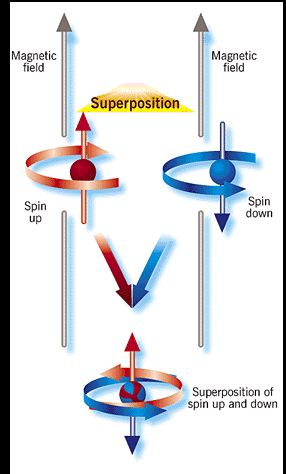 Magnetic
field
Magnetic
field
Superposition
Spin
up
Spin
down
Superposition of
spin up and down